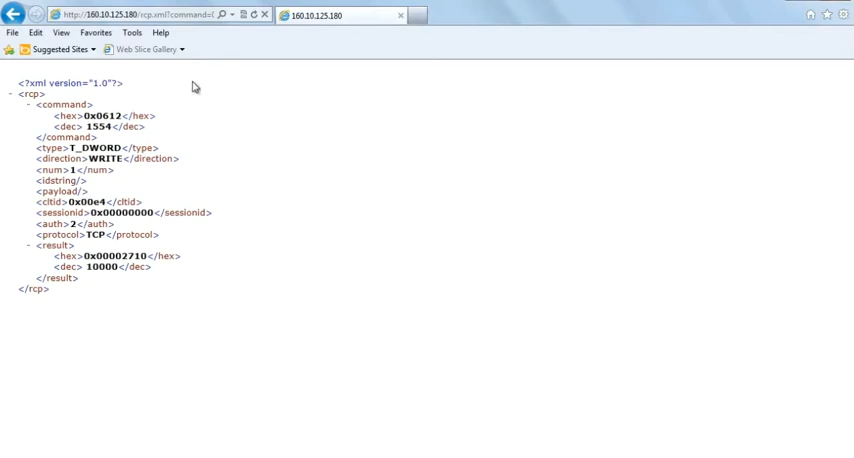 http://160.10.125.180/rcp.xml?command=(
160.10.125.180
File Edit View Favorites Tools Help
Suggested Sites Web Slice Gallery
<?xml version="1.0"?>
- <rcp>
- <command>
<hex>0x0612</hex>
<dec> 1554</dec>
</command>
<type>T_DWORD</type>
<direction>WRITE</direction>
<num>1</num>
<idstring/>
<payload/>
<cltid>0x00e4</cltid>
<sessionid>0x00000000</sessionid>
<auth>2</auth>
<protocol>TCP</protocol>
- <result>
<hex>0x00002710</hex>
<dec> 10000</dec>
</result>
</rcp>